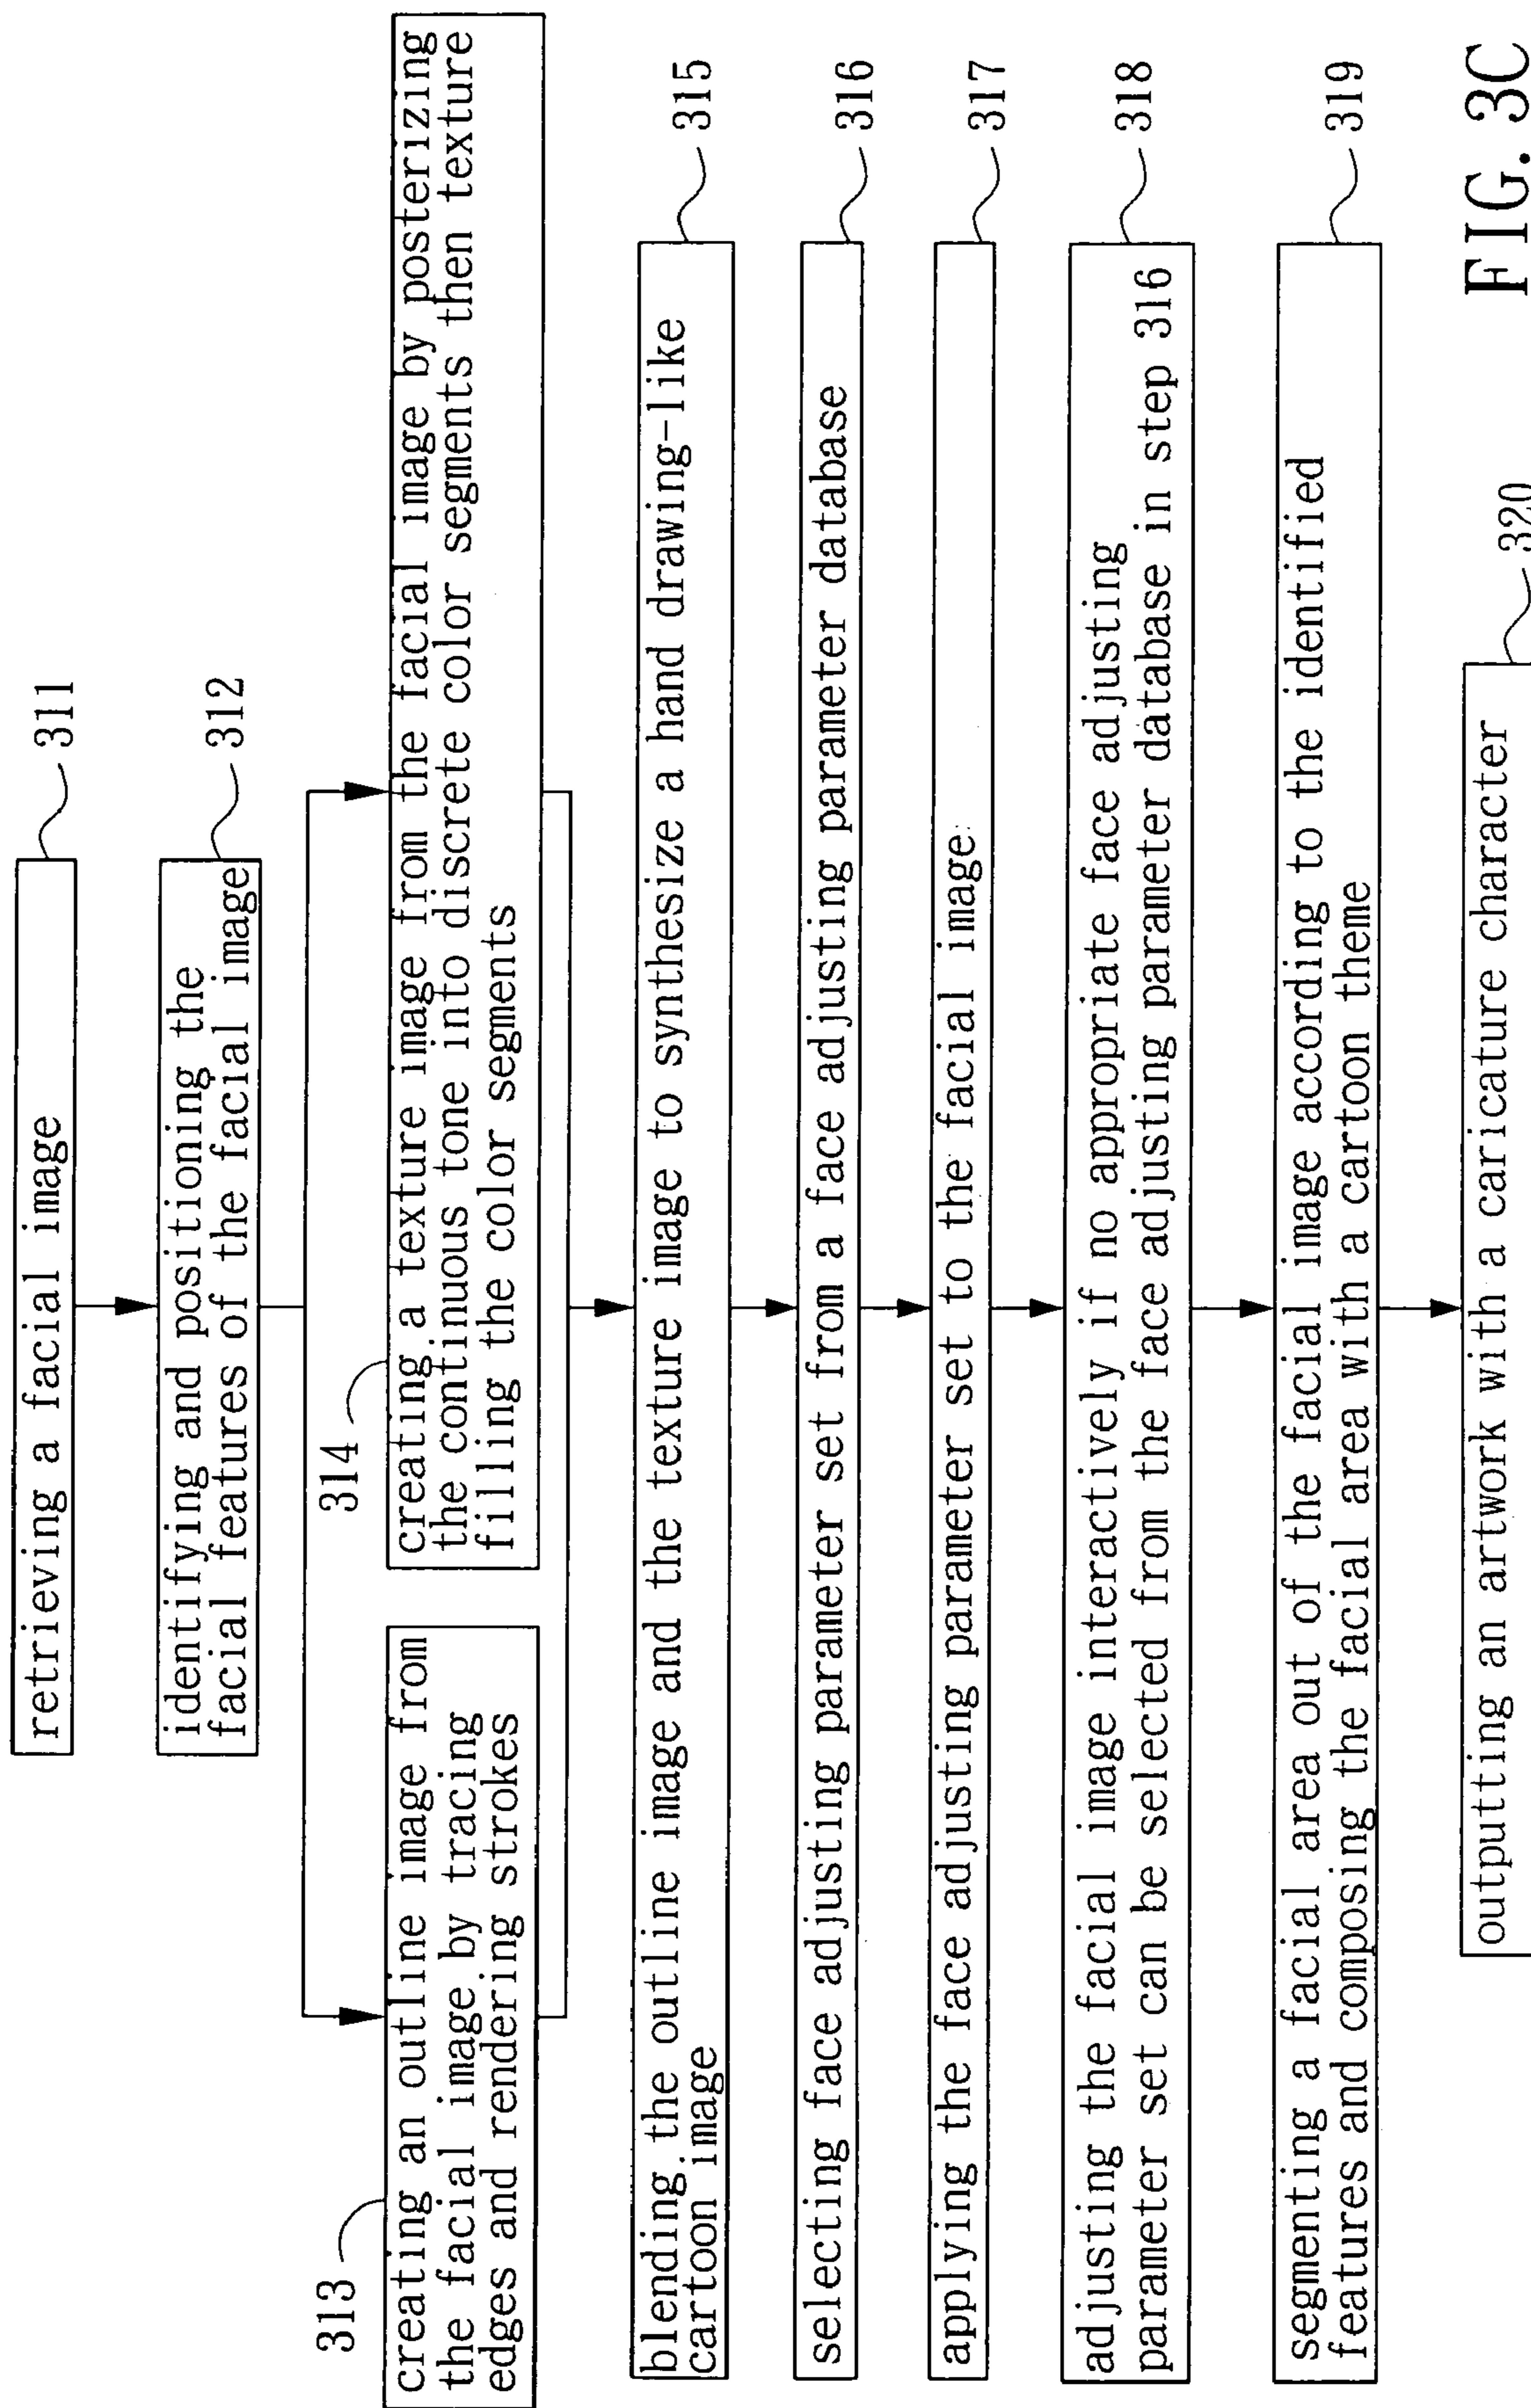 retrieving a facial image
311
identifying and positioning the
facial features of the facial image
312
313
creating an outline image from
the facial image by tracing
edges and rendering strokes
314
creating a texture image from the facial image by posterizing
the continuous tone into discrete color segments then texture
filling the color segments
blending the outline image and the texture image to synthesize a hand drawing-like
cartoon image
315
selecting face adjusting parameter set from a face adjusting parameter database
316
applying the face adjusting parameter set to the facial image
317
adjusting the facial image interactively if no appropriate face adjusting
parameter set can be selected from the face adjusting parameter database in step 316
318
segmenting a facial area out of the facial image according to the identified
features and composing the facial area with a cartoon theme
319
outputting an artwork with a caricature character
320
FIG. 3C